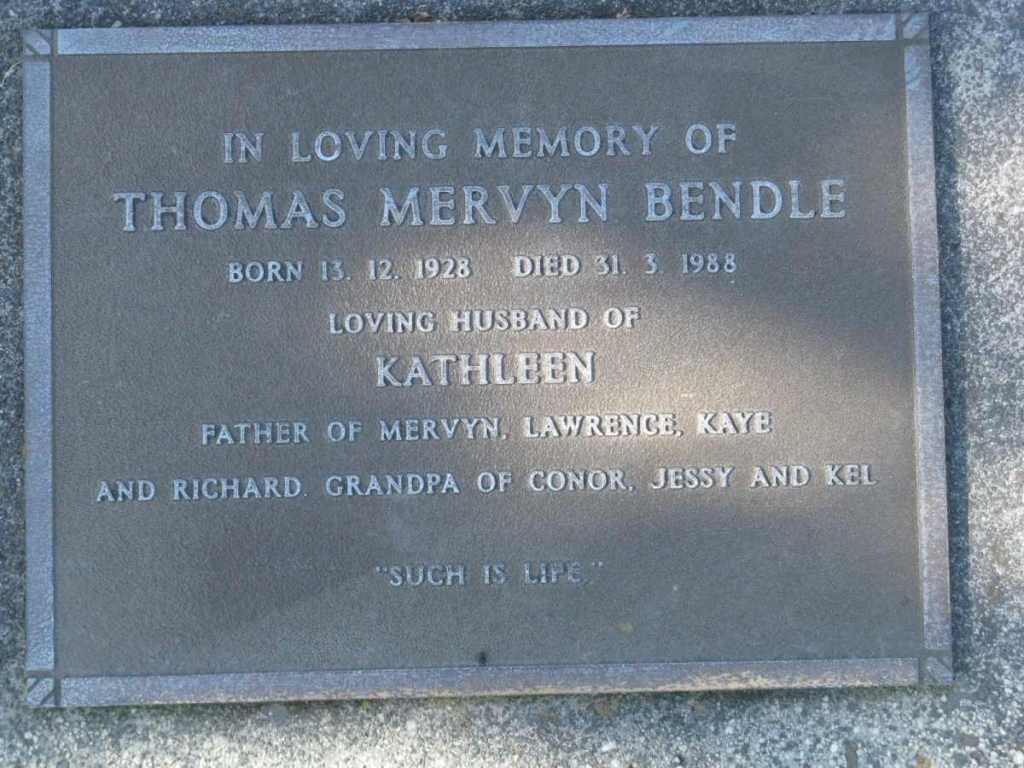 IN LOVING MEMORY OF
THOMAS MERVYN BENDLE
BORN 13. 12. 1928 DIED 31. 3. 1988
LOVING HUSBAND OF
KATHLEEN
FATHER OF MERVYN, LAWRENCE, KAYE
AND RICHARD. GRANDPA OF CONOR, JESSY AND KEL
"SUCH IS LIFE."